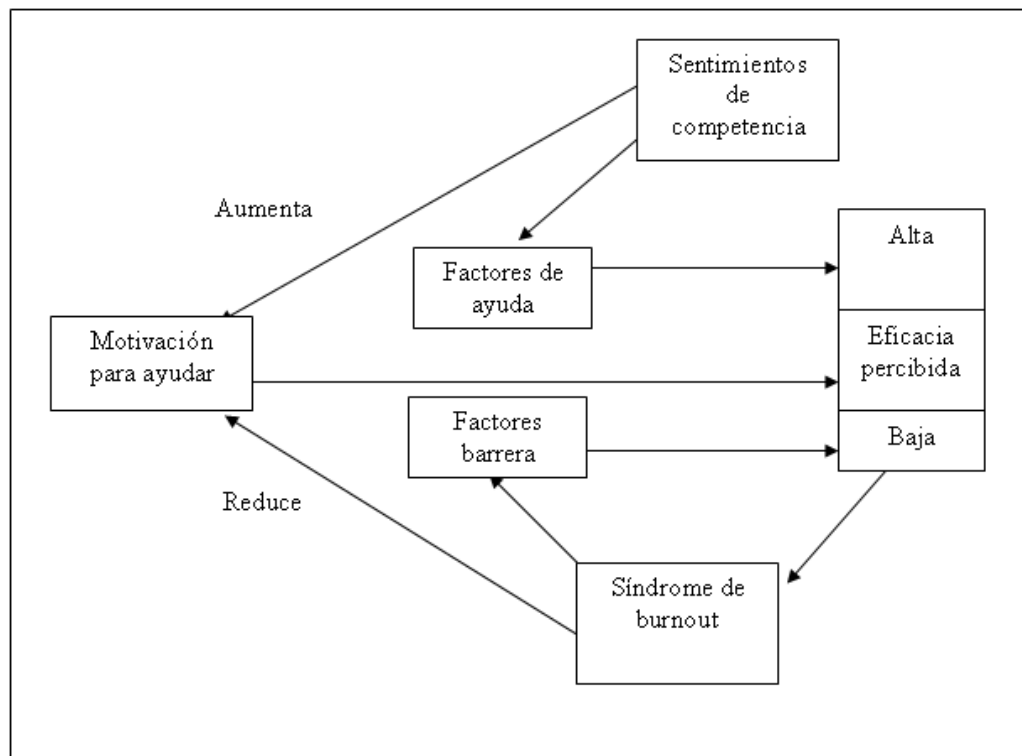 Sentimientos
de
competencia
Aumenta
Alta
Factores de
ayuda
Motivación
para ayudar
Eficacia
percibida
Factores
barrera
Baja
Reduce
Síndrome de
burnout